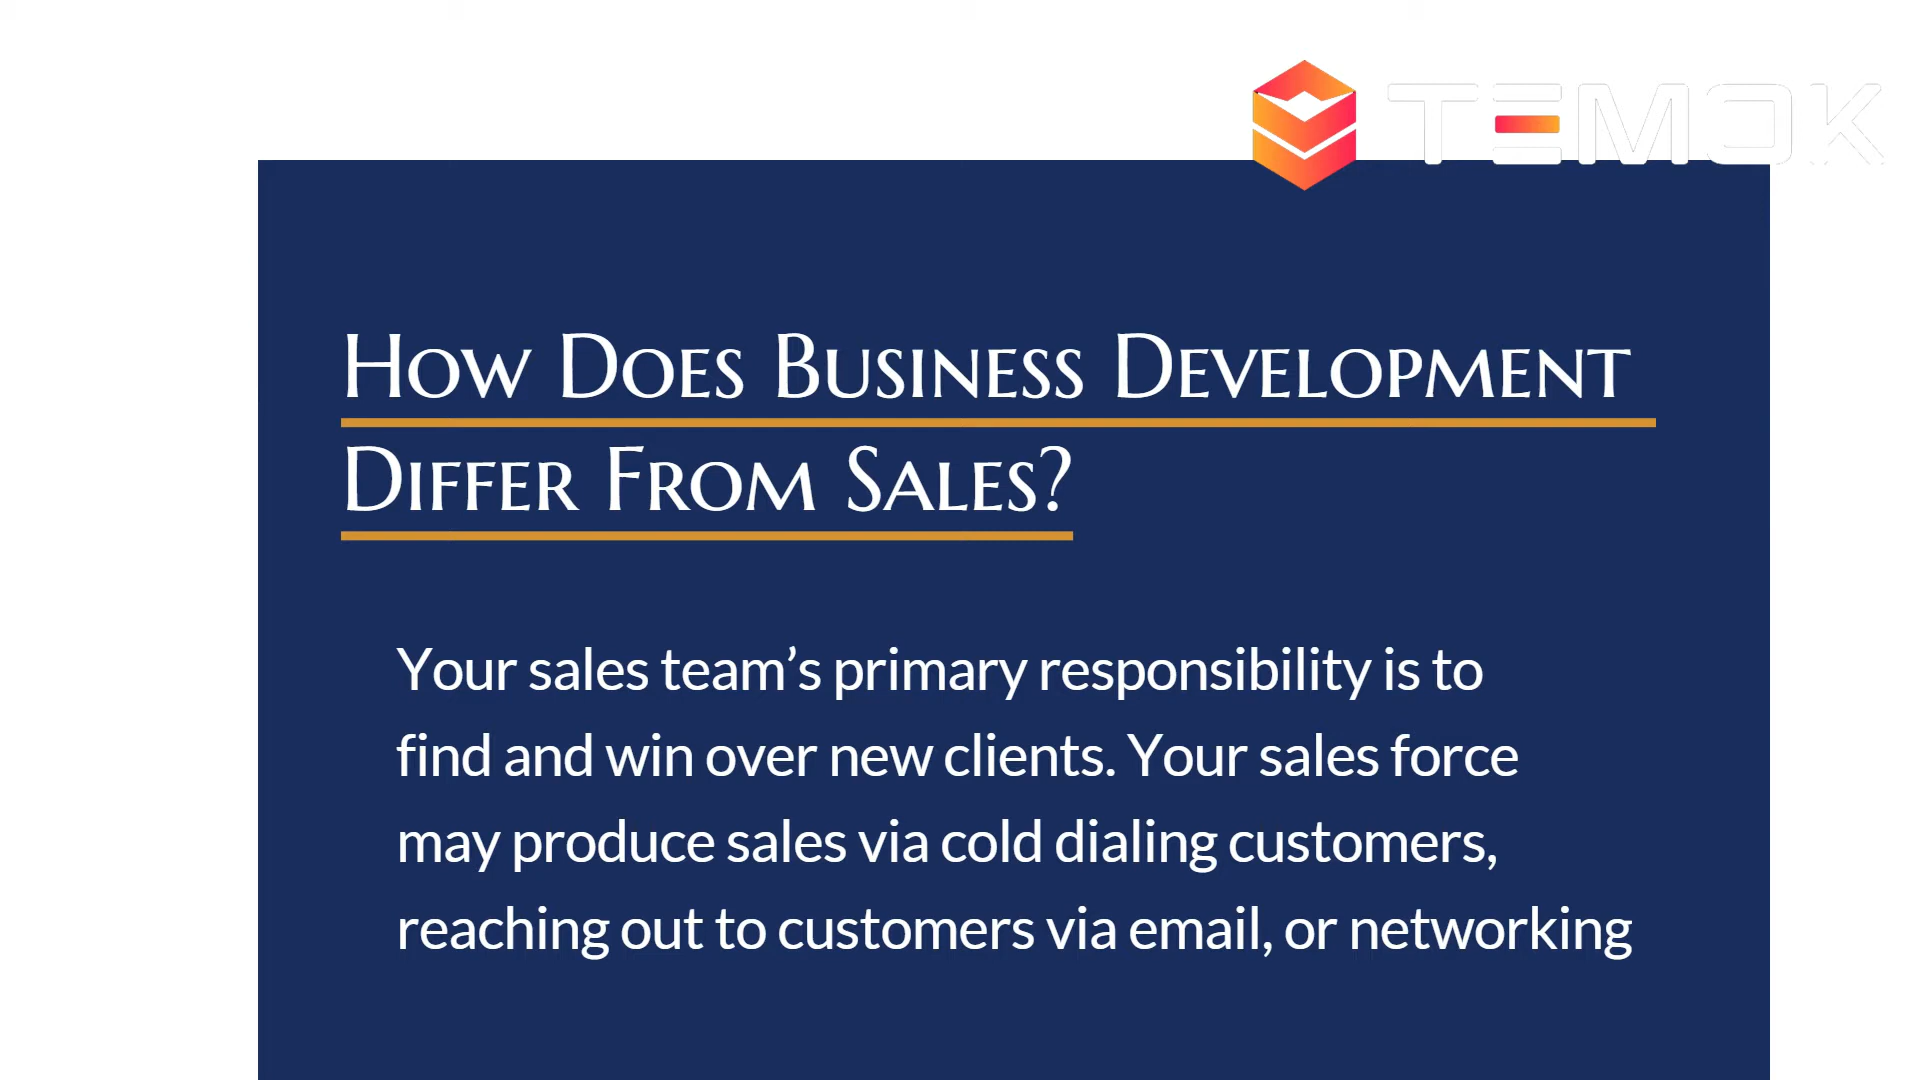 TEMOK
How Does Business Development
Differ From Sales?
Your sales team’s primary responsibility is to
find and win over new clients. Your sales force
may produce sales via cold dialing customers,
reaching out to customers via email, or networking